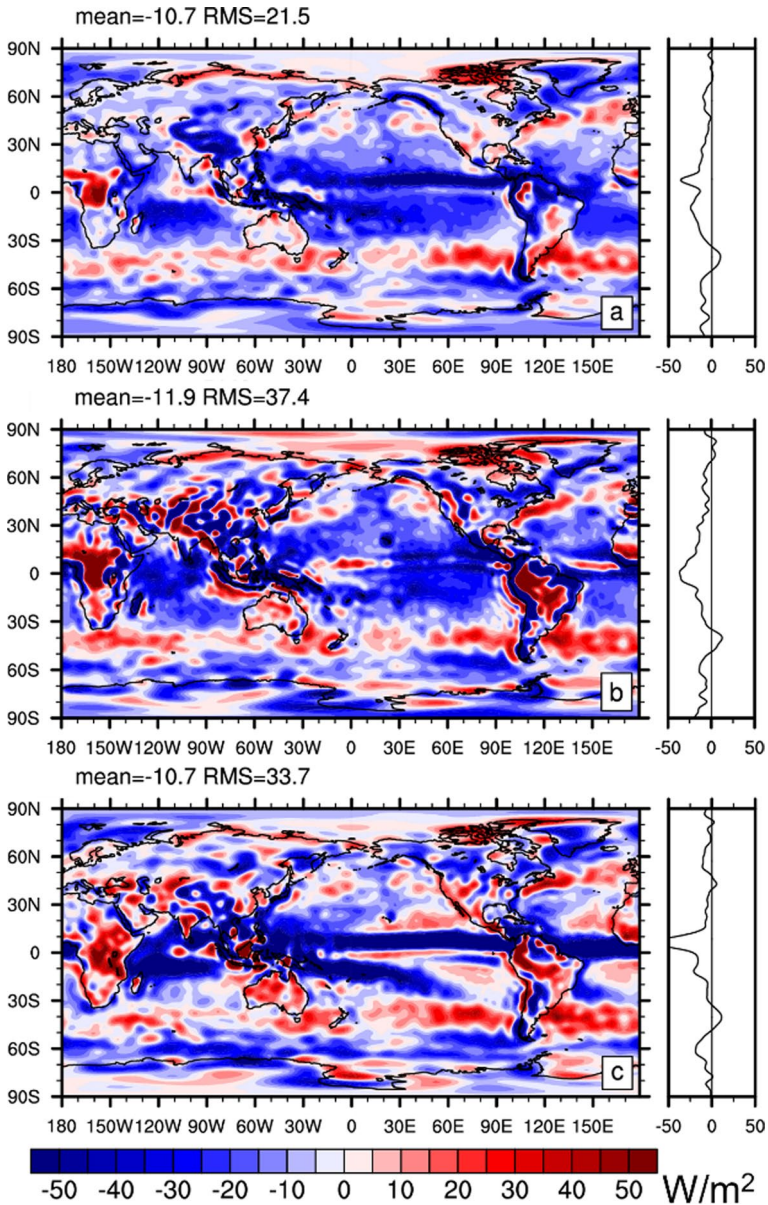 mean=-10.7 RMS=21.5
90N
60N
30N
0
30S
60S
90S
a
180 150W 120W 90W 60W 30W 0 30E 60E 90E 120E 150E
-50 0 50
mean=-11.9 RMS=37.4
90N
60N
30N
0
30S
60S
90S
b
180 150W 120W 90W 60W 30W 0 30E 60E 90E 120E 150E
-50 0 50
mean=-10.7 RMS=33.7
90N
60N
30N
0
30S
60S
90S
c
180 150W 120W 90W 60W 30W 0 30E 60E 90E 120E 150E
-50 0 50
-50 -40 -20 -10 0 10 20 30 40 50 W/m²